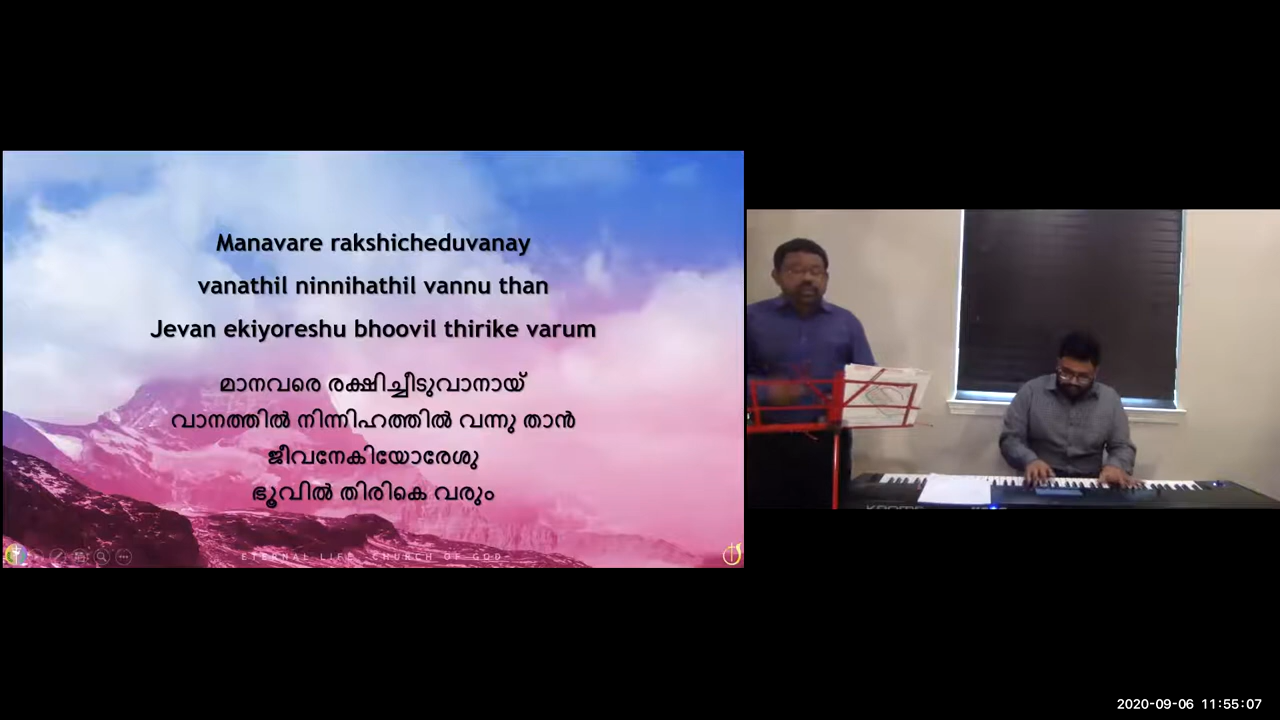 Manavare rakshicheduvanay
vanathil ninnihathil vannu than
Jevan ekiyoreshu bhoovil thirike varum
മാനവരെ രക്ഷിച്ചീടുവാനായ്
വാനത്തിൽ നിന്നിഹത്തിൽ വന്നു താൻ
ജീവനേകിയോരേശു
ഭൂവിൽ തിരികെ വരും
ETERNAL LIFE CHURCH OF GOD
2020-09-06 11:55:07